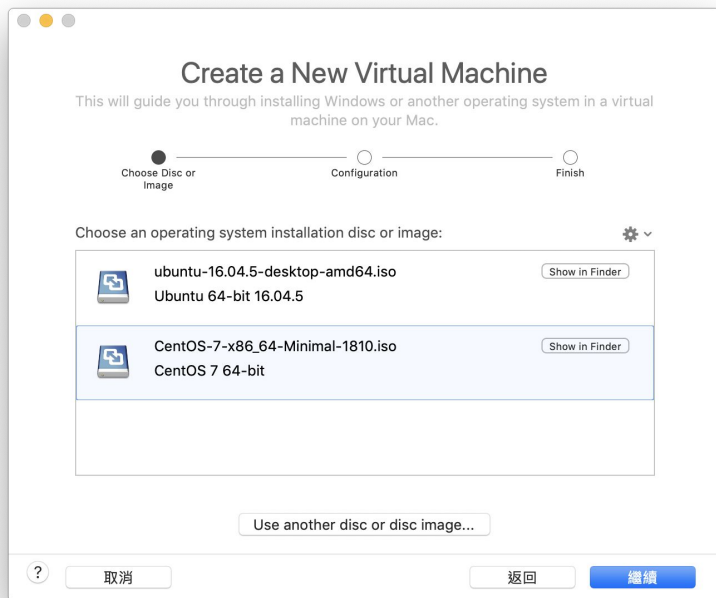 Create a New Virtual Machine
This will guide you through installing Windows or another operating system in a virtual
machine on your Mac.
Choose Disc or
Image
Configuration
Finish
Choose an operating system installation disc or image:
ubuntu-16.04.5-desktop-amd64.iso
Show in Finder
Ubuntu 64-bit 16.04.5
CentOS-7-x86_64-Minimal-1810.iso
Show in Finder
CentOS 7 64-bit
Use another disc or disc image...
?
取消
返回
繼續